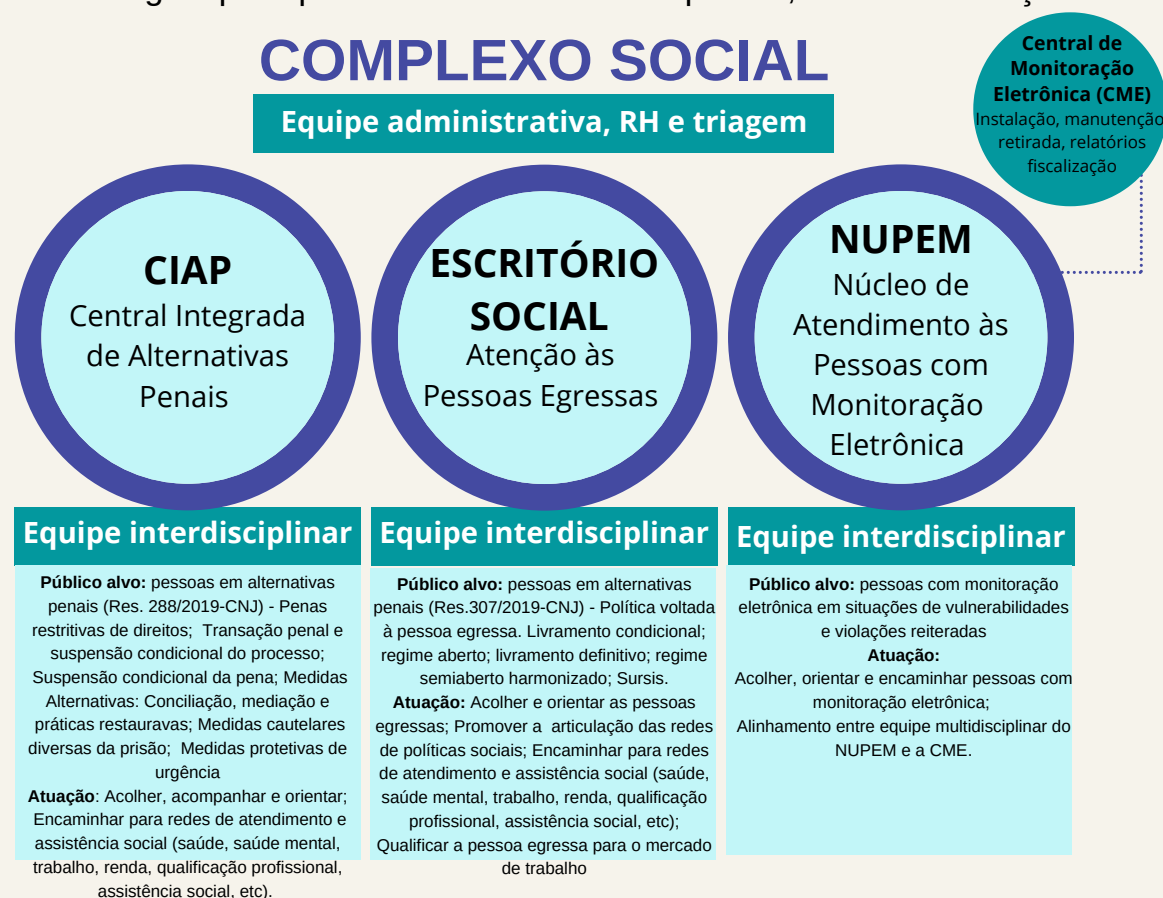 COMPLEXO SOCIAL
Equipe administrativa, RH e triagem
Central de
Monitoração
Eletrônica (CME)
Instalação, manutenção
retirada, relatórios
fiscalização
CIAP
Central Integrada
de Alternativas
Penais
ESCRITÓRIO
SOCIAL
Atenção às
Pessoas Egressas
NUPEM
Núcleo de
Atendimento às
Pessoas com
Monitoração
Eletrônica
Equipe interdisciplinar
Público alvo: pessoas em alternativas
penais (Res. 288/2019-CNJ) - Penas
restritivas de direitos; Transação penal e
suspensão condicional do processo;
Suspensão condicional da pena; Medidas
Alternativas: Conciliação, mediação e
práticas restauravas; Medidas cautelares
diversas da prisão; Medidas protetivas de
urgência
Atuação: Acolher, acompanhar e orientar;
Encaminhar para redes de atendimento e
assistência social (saúde, saúde mental,
trabalho, renda, qualificação profissional,
assistência social, etc).
Equipe interdisciplinar
Público alvo: pessoas em alternativas
penais (Res.307/2019-CNJ) - Política voltada
à pessoa egressa. Livramento condicional;
regime aberto; livramento definitivo; regime
semiaberto harmonizado; Sursis.
Atuação: Acolher e orientar as pessoas
egressas; Promover a articulação das redes
de políticas sociais; Encaminhar para redes
de atendimento e assistência social (saúde,
saúde mental, trabalho, renda, qualificação
profissional, assistência social, etc);
Qualificar a pessoa egressa para o mercado
de trabalho
Equipe interdisciplinar
Público alvo: pessoas com monitoração
eletrônica em situações de vulnerabilidades
e violações reiteradas
Atuação:
Acolher, orientar e encaminhar pessoas com
monitoração eletrônica;
Alinhamento entre equipe multidisciplinar do
NUPEM e a CME.